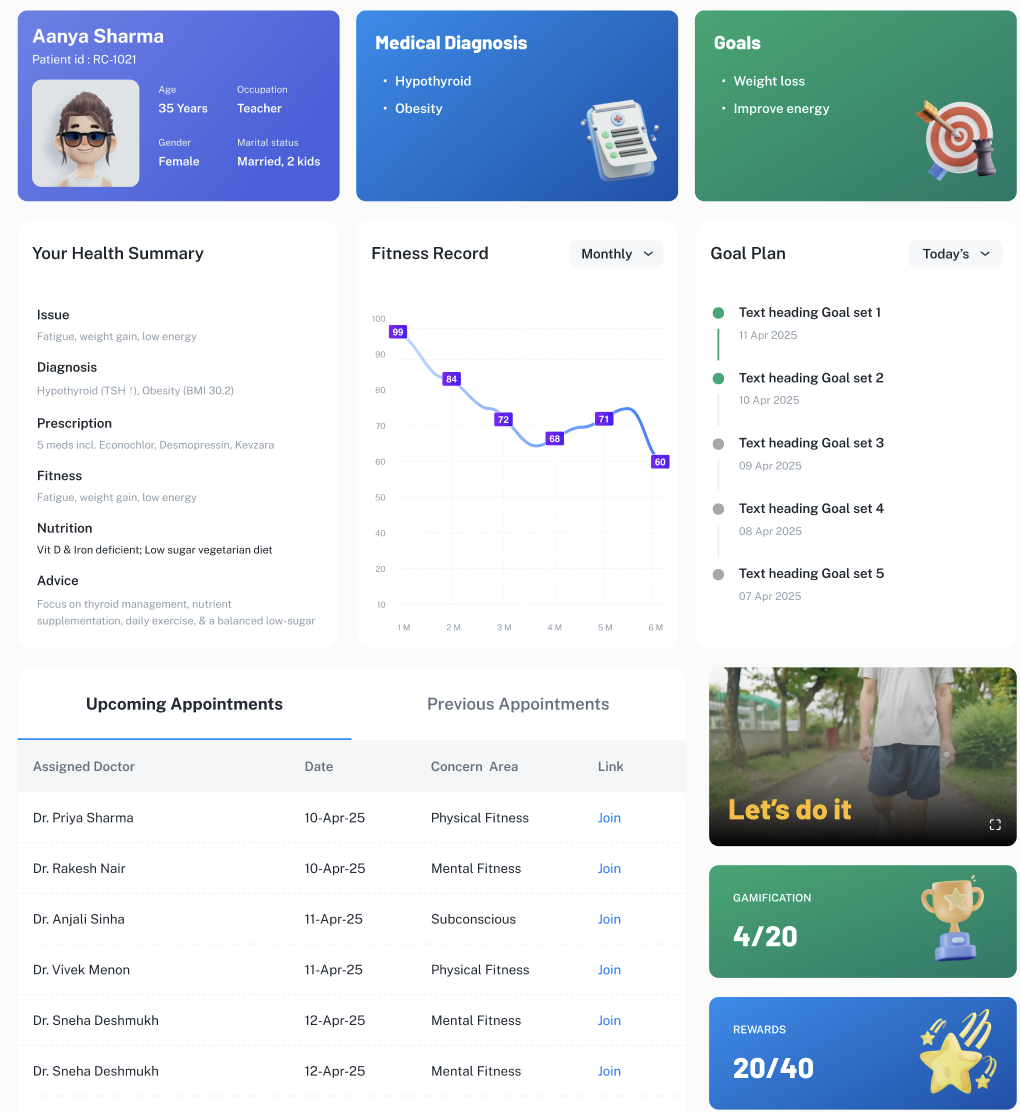 Aanya Sharma
Patient id : RC-1021
Age
Occupation
35 Years
Teacher
Gender
Marital status
Female
Married, 2 kids
Medical Diagnosis
• Hypothyroid
• Obesity
Goals
• Weight loss
• Improve energy
Your Health Summary
Issue
Fatigue, weight gain, low energy
Diagnosis
Hypothyroid (TSH ↑), Obesity (BMI 30.2)
Prescription
5 meds incl. Econochlor, Desmopressin, Kevzara
Fitness
Fatigue, weight gain, low energy
Nutrition
Vit D & Iron deficient; Low sugar vegetarian diet
Advice
Focus on thyroid management, nutrient
supplementation, daily exercise, & a balanced low-sugar
Fitness Record
Monthly
100
90
80
70
60
50
40
20
10
99
84
72
68
71
60
1 M
2 M
3 M
4 M
5 M
6 M
Goal Plan
Today's
Text heading Goal set 1
11 Apr 2025
Text heading Goal set 2
10 Apr 2025
Text heading Goal set 3
09 Apr 2025
Text heading Goal set 4
08 Apr 2025
Text heading Goal set 5
07 Apr 2025
Upcoming Appointments
Previous Appointments
Assigned Doctor Date Concern Area Link
Dr. Priya Sharma 10-Apr-25 Physical Fitness Join
Dr. Rakesh Nair 10-Apr-25 Mental Fitness Join
Dr. Anjali Sinha 11-Apr-25 Subconscious Join
Dr. Vivek Menon 11-Apr-25 Physical Fitness Join
Dr. Sneha Deshmukh 12-Apr-25 Mental Fitness Join
Dr. Sneha Deshmukh 12-Apr-25 Mental Fitness Join
Let's do it
GAMIFICATION
4/20
REWARDS
20/40